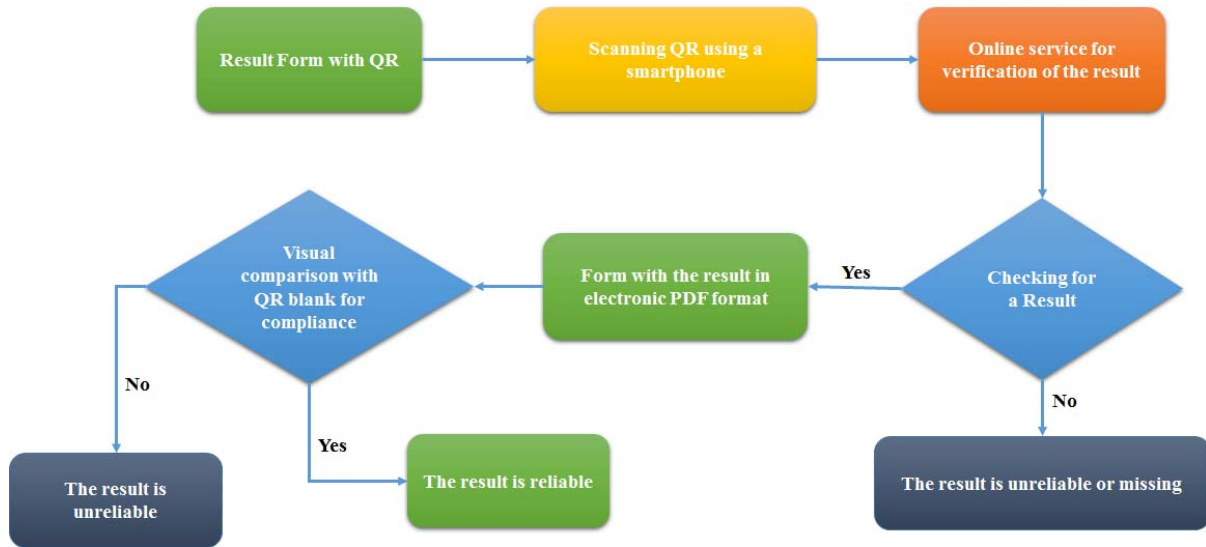 Result Form with QR
Scanning QR using a
smartphone
Online service for
verification of the result
Checking for
a Result
Yes
Form with the result in
electronic PDF format
Visual
comparison with
QR blank for
compliance
No
Yes
No
The result is
unreliable
The result is reliable
The result is unreliable or missing